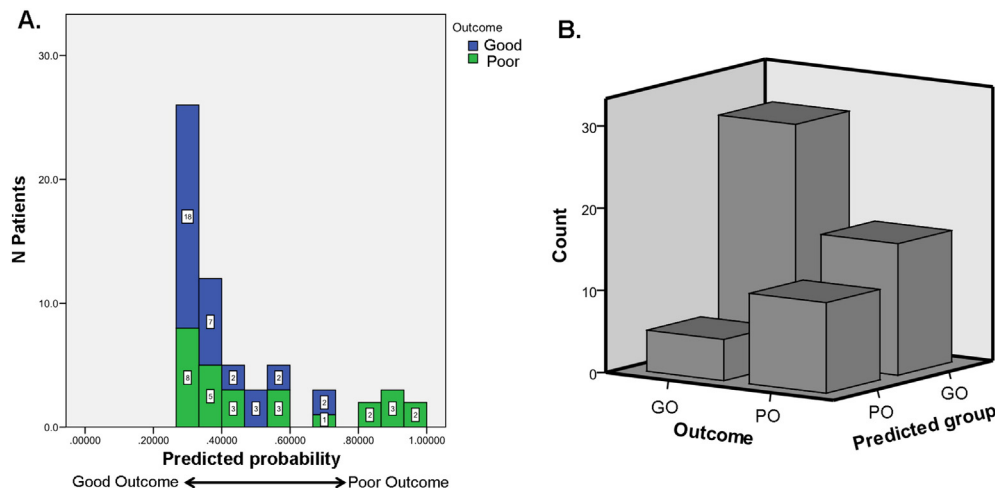 A.
Outcome
Good
Poor
30.0
20.0
10.0
0.0
N Patients
18
8
7
5
2
3
3
2
3
2
1
2
3
2
.00000 .20000 .40000 .60000 .80000 1.00000
Predicted probability
Good Outcome Poor Outcome
B.
30
20
10
0
Count
GO PO
Outcome
PO GO
Predicted group